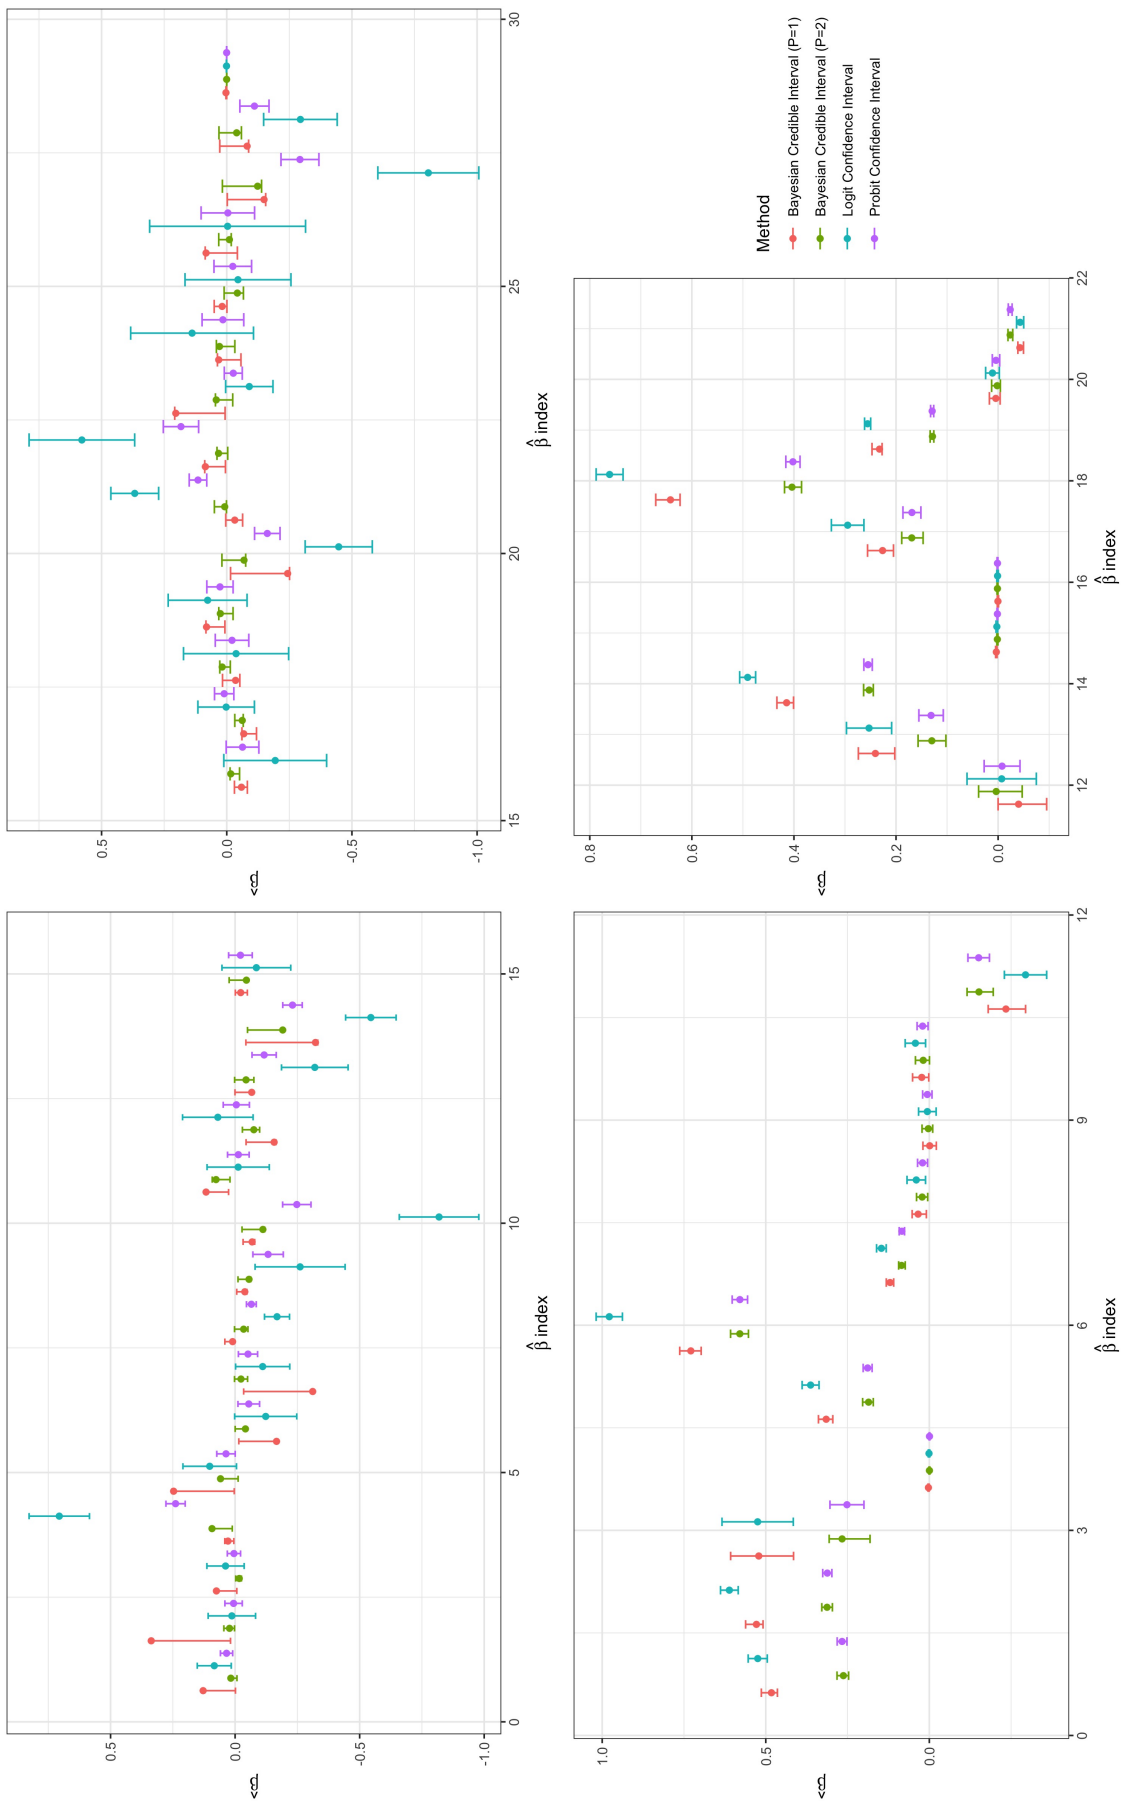 β̂
0.5
0.0
-0.5
-1.0
0
5
10
15
β̂ index
β̂
0.5
0.0
-0.5
-1.0
15
20
25
30
β̂ index
β̂
1.0
0.5
0.0
0
3
6
9
12
β̂ index
β̂
0.8
0.6
0.4
0.2
0.0
12
14
16
18
20
22
β̂ index
Method
Bayesian Credible Interval (P=1)
Bayesian Credible Interval (P=2)
Logit Confidence Interval
Probit Confidence Interval